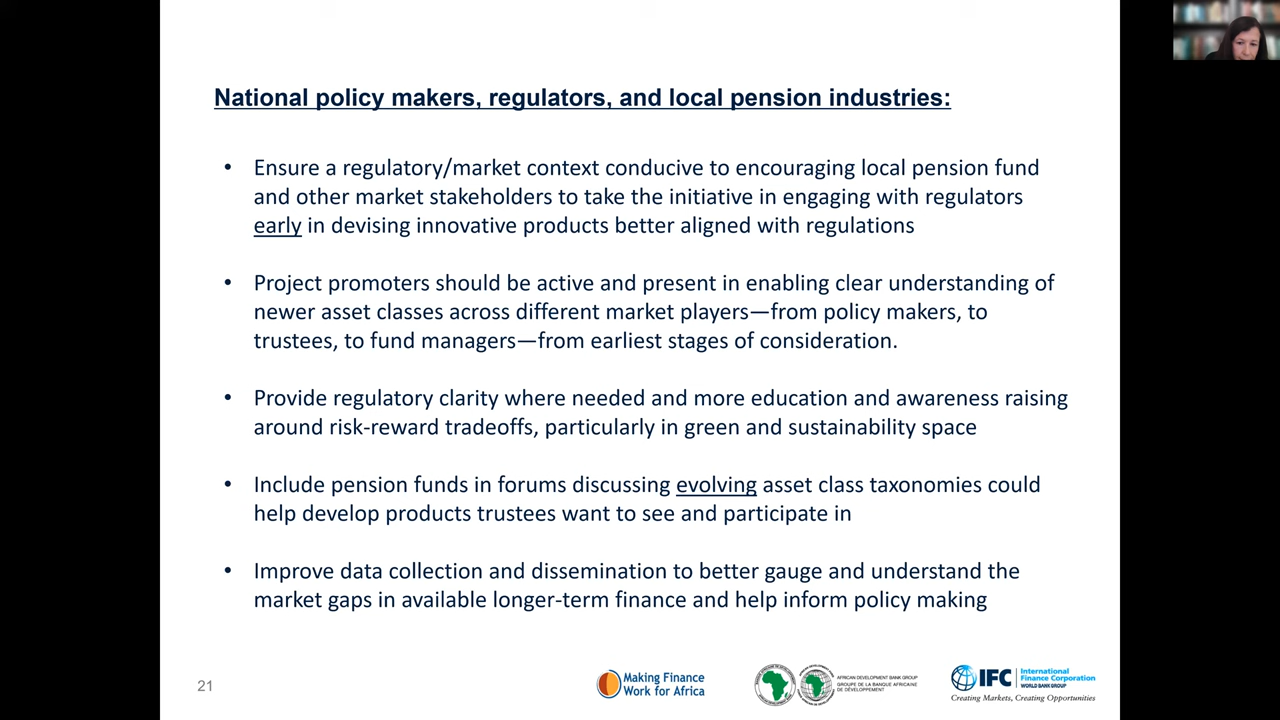 National policy makers, regulators, and local pension industries:
• Ensure a regulatory/market context conducive to encouraging local pension fund
and other market stakeholders to take the initiative in engaging with regulators
early in devising innovative products better aligned with regulations
• Project promoters should be active and present in enabling clear understanding of
newer asset classes across different market players—from policy makers, to
trustees, to fund managers—from earliest stages of consideration.
• Provide regulatory clarity where needed and more education and awareness raising
around risk-reward tradeoffs, particularly in green and sustainability space
• Include pension funds in forums discussing evolving asset class taxonomies could
help develop products trustees want to see and participate in
• Improve data collection and dissemination to better gauge and understand the
market gaps in available longer-term finance and help inform policy making
21
Making Finance
Work for Africa
AFRICAN DEVELOPMENT BANK GROUP
GROUPE DE LA BANQUE AFRICAINE
DE DÉVELOPPEMENT
IFC
International
Finance Corporation
WORLD BANK GROUP
Creating Markets, Creating Opportunities